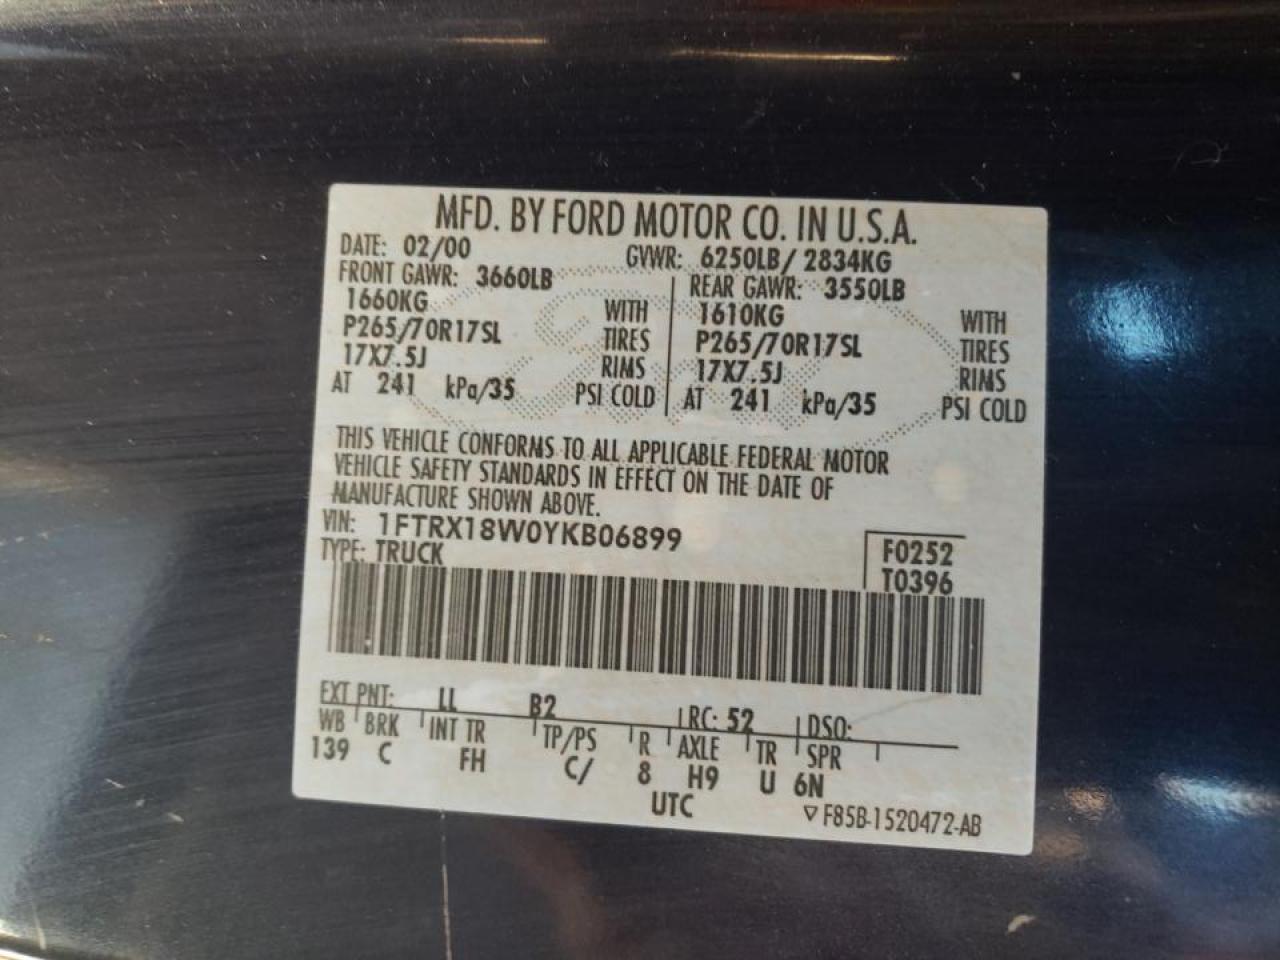 MFD. BY FORD MOTOR CO. IN U.S.A.
DATE: 02/00 GVWR: 6250LB/ 2834KG
FRONT GAWR: 3660LB REAR GAWR: 3550LB
1660KG WITH 1610KG WITH
P265/70R17SL TIRES P265/70R17SL TIRES
17X7.5J RIMS 17X7.5J RIMS
AT 241 kPa/35 PSI COLD AT 241 kPa/35 PSI COLD
THIS VEHICLE CONFORMS TO ALL APPLICABLE FEDERAL MOTOR
VEHICLE SAFETY STANDARDS IN EFFECT ON THE DATE OF
MANUFACTURE SHOWN ABOVE.
VIN: 1FTRX18W0YKB06899 F0252
TYPE: TRUCK T0396
EXT PNT: LL B2 RC: 52 DSO:
WB BRK INT TR TP/PS R AXLE TR SPR
139 C FH C/ 8 H9 U 6N
UTC ▽F85B-1520472-AB